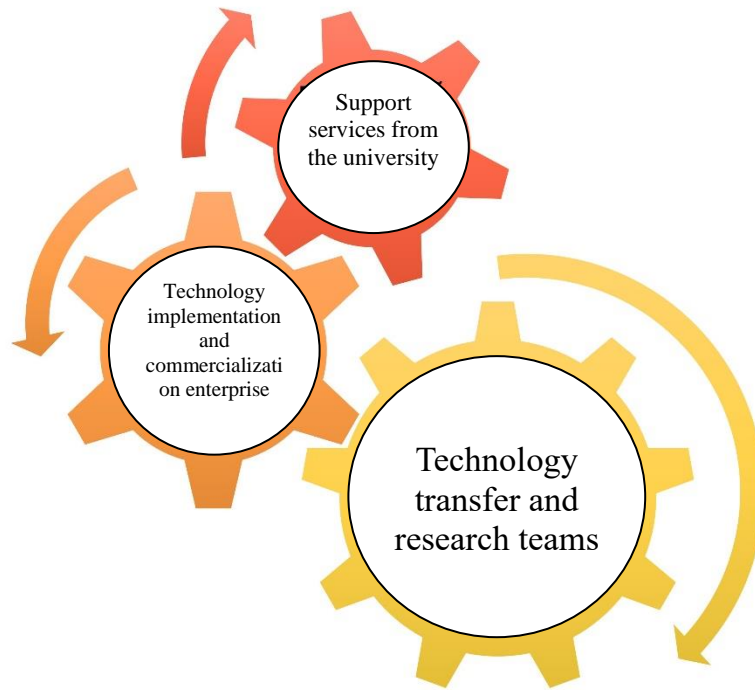 Support
services from
the university
Technology
implementation
and
commercializati
on enterprise
Technology
transfer and
research teams